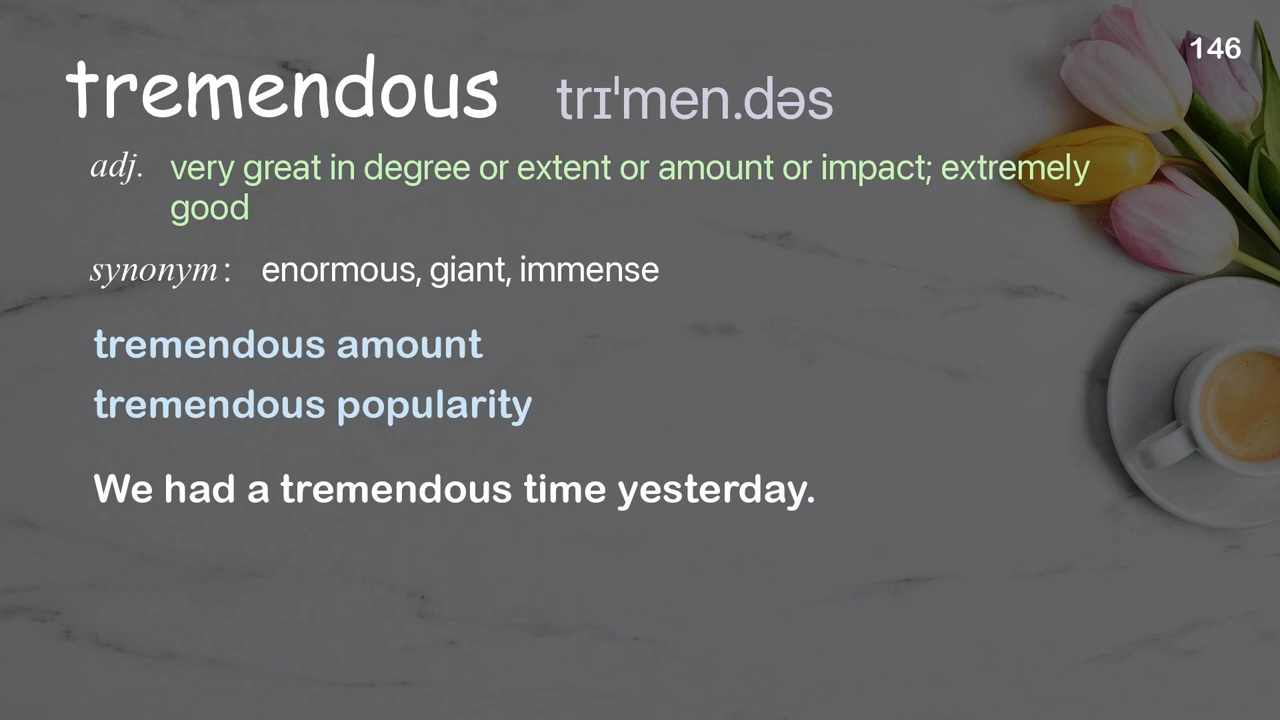 146
tremendous trɪˈmen.dəs
adj. very great in degree or extent or amount or impact; extremely
good
synonym: enormous, giant, immense
tremendous amount
tremendous popularity
We had a tremendous time yesterday.